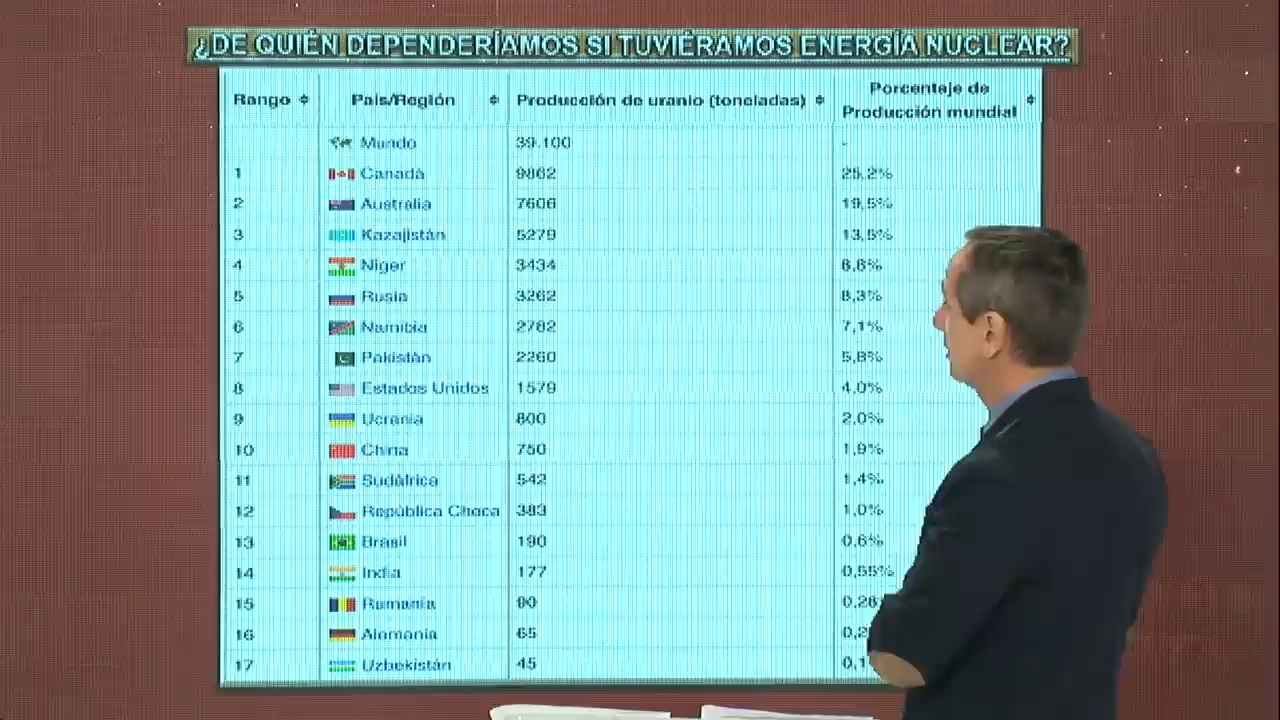 ¿DE QUIÉN DEPENDERÍAMOS SI TUVIÉRAMOS ENERGÍA NUCLEAR?
Rango País/Región Producción de uranio (toneladas) Porcentaje de Producción mundial
Mundo 39.100 -
1 Canadá 9862 25,2%
2 Australia 7606 19,5%
3 Kazajistán 5279 13,5%
4 Níger 3434 8,8%
5 Rusia 3262 8,3%
6 Namibia 2782 7,1%
7 Pakistán 2260 5,8%
8 Estados Unidos 1579 4,0%
9 Ucrania 800 2,0%
10 China 750 1,9%
11 Sudáfrica 542 1,4%
12 República Checa 383 1,0%
13 Brasil 190 0,6%
14 India 177 0,55%
15 Rumanía 90
16 Alemania 65
17 Uzbekistán 45